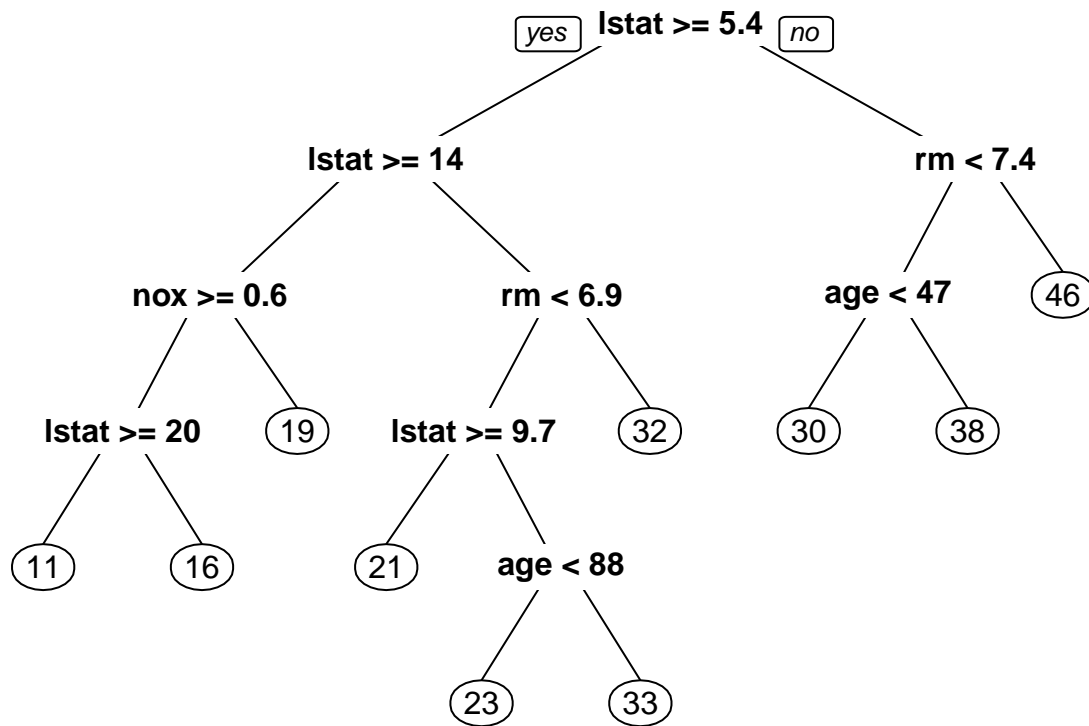 yes lstat >= 5.4 no
lstat >= 14 rm < 7.4
nox >= 0.6 rm < 6.9 age < 47 46
lstat >= 20 19 lstat >= 9.7 32 30 38
11 16 21 age < 88
23 33